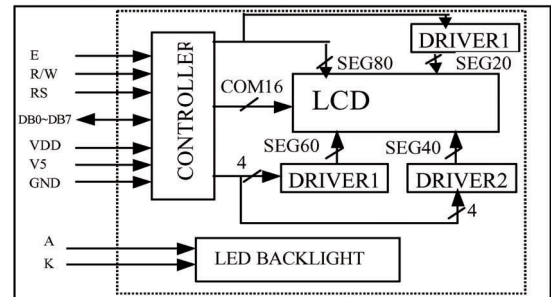 DRIVER1
E
SEG80
SEG20
R/W
RS
COM16
LCD
CONTROLLER
DB0~DB7
SEG60
SEG40
VDD
V5
4
GND
DRIVER1
DRIVER2
4
A
K
LED BACKLIGHT